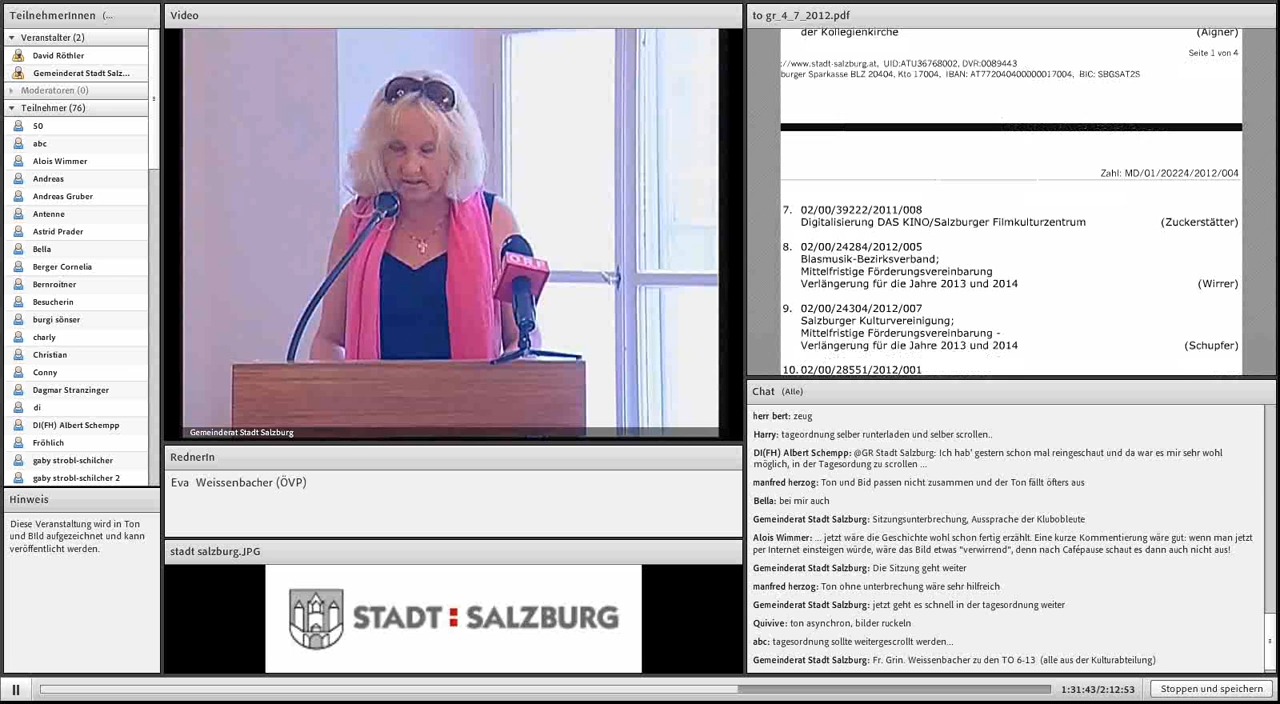 TeilnehmerInnen (...
Veranstalter (2)
David Röthler
Gemeinderat Stadt Salz...
Moderatoren (0)
Teilnehmer (76)
50
abc
Alois Wimmer
Andreas
Andreas Gruber
Antenne
Astrid Prader
Bella
Berger Cornelia
Bernroitner
Besucherin
burgi sönser
charly
Christian
Conny
Dagmar Stranzinger
di
DI(FH) Albert Schempp
Fröhlich
gaby strobl-schilcher
gaby strobl-schilcher 2
Hinweis
Diese Veranstaltung wird in Ton
und Bild aufgezeichnet und kann
veröffentlicht werden.
Video
ORF
Gemeinderat Stadt Salzburg
RednerIn
Eva Weissenbacher (ÖVP)
stadt salzburg.JPG
STADT : SALZBURG
to gr_4_7_2012.pdf
der Kollegienkirche (Aigner)
Seite 1 von 4
://www.stadt-salzburg.at, UID:ATU36768002, DVR:0089443
burger Sparkasse BLZ 20404, Kto 17004, IBAN: AT772040400000017004, BIC: SBGSAT2S
Zahl: MD/01/20224/2012/004
7. 02/00/39222/2011/008
Digitalisierung DAS KINO/Salzburger Filmkulturzentrum (Zuckerstätter)
8. 02/00/24284/2012/005
Blasmusik-Bezirksverband;
Mittelfristige Förderungsvereinbarung
Verlängerung für die Jahre 2013 und 2014 (Wirrer)
9. 02/00/24304/2012/007
Salzburger Kulturvereinigung;
Mittelfristige Förderungsvereinbarung -
Verlängerung für die Jahre 2013 und 2014 (Schupfer)
10. 02/00/28551/2012/001
Chat (Alle)
herr bert: zeug
Harry: tageordnung selber runterladen und selber scrollen..
DI(FH) Albert Schempp: @GR Stadt Salzburg: Ich hab' gestern schon mal reingeschaut und da war es mir sehr wohl
möglich, in der Tagesordung zu scrollen ...
manfred herzog: Ton und Bid passen nicht zusammen und der Ton fällt öfters aus
Bella: bei mir auch
Gemeinderat Stadt Salzburg: Sitzungsunterbrechung, Aussprache der Klubobleute
Alois Wimmer: ... jetzt wäre die Geschichte wohl schon fertig erzählt. Eine kurze Kommentierung wäre gut: wenn man jetzt
per Internet einsteigen würde, wäre das Bild etwas "verwirrend", denn nach Cafépause schaut es dann auch nicht aus!
Gemeinderat Stadt Salzburg: Die Sitzung geht weiter
manfred herzog: Ton ohne unterbrechung wäre sehr hilfreich
Gemeinderat Stadt Salzburg: jetzt geht es schnell in der tagesordnung weiter
Quivive: ton asynchron, bilder ruckeln
abc: tagesordnung sollte weitergescrollt werden...
Gemeinderat Stadt Salzburg: Fr. Grin. Weissenbacher zu den TO 6-13 (alle aus der Kulturabteilung)
1:31:43/2:12:53
Stoppen und speichern